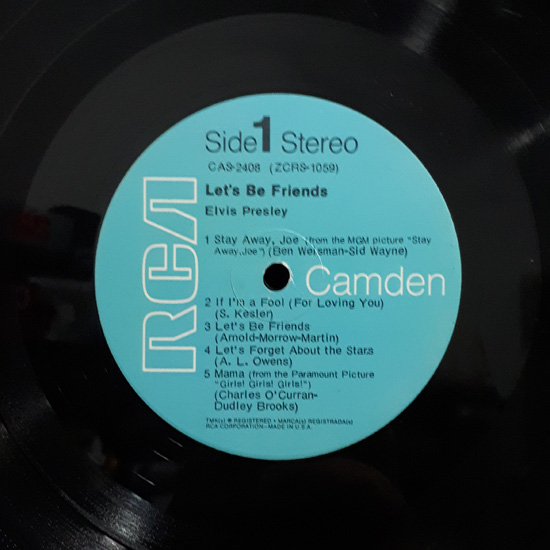 Side 1 Stereo
CAS-2408 (ZCRS-1059)
Let's Be Friends
Elvis Presley
1 Stay Away, Joe (from the MGM picture "Stay
Away, Joe") (Ben Weisman-Sid Wayne)
RCA Camden
2 If I'm a Fool (For Loving You)
(S. Kesler)
3 Let's Be Friends
(Arnold-Morrow-Martin)
4 Let's Forget About the Stars
(A. L. Owens)
5 Mama (from the Paramount Picture
"Girls! Girls! Girls!")
(Charles O'Curran-
Dudley Brooks)
TMK(s) ® REGISTERED • MARCA(s) REGISTRADA(s)
RCA CORPORATION-MADE IN U.S.A.